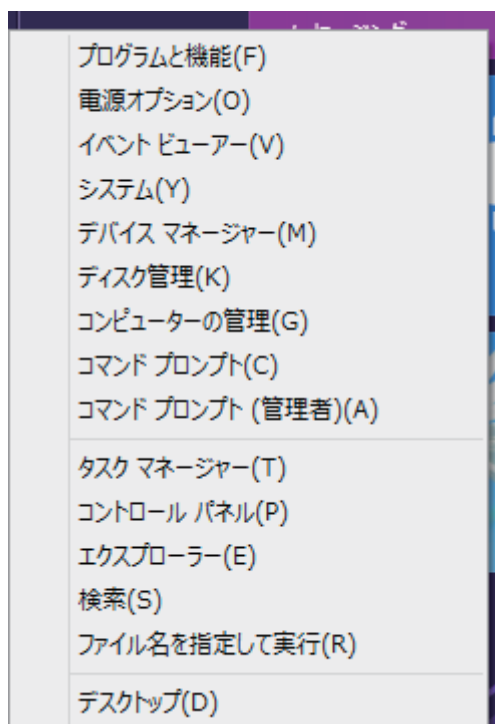 プログラムと機能(F)
電源オプション(O)
イベント ビューアー(V)
システム(Y)
デバイス マネージャー(M)
ディスク管理(K)
コンピューターの管理(G)
コマンド プロンプト(C)
コマンド プロンプト (管理者)(A)
タスク マネージャー(T)
コントロール パネル(P)
エクスプローラー(E)
検索(S)
ファイル名を指定して実行(R)
デスクトップ(D)